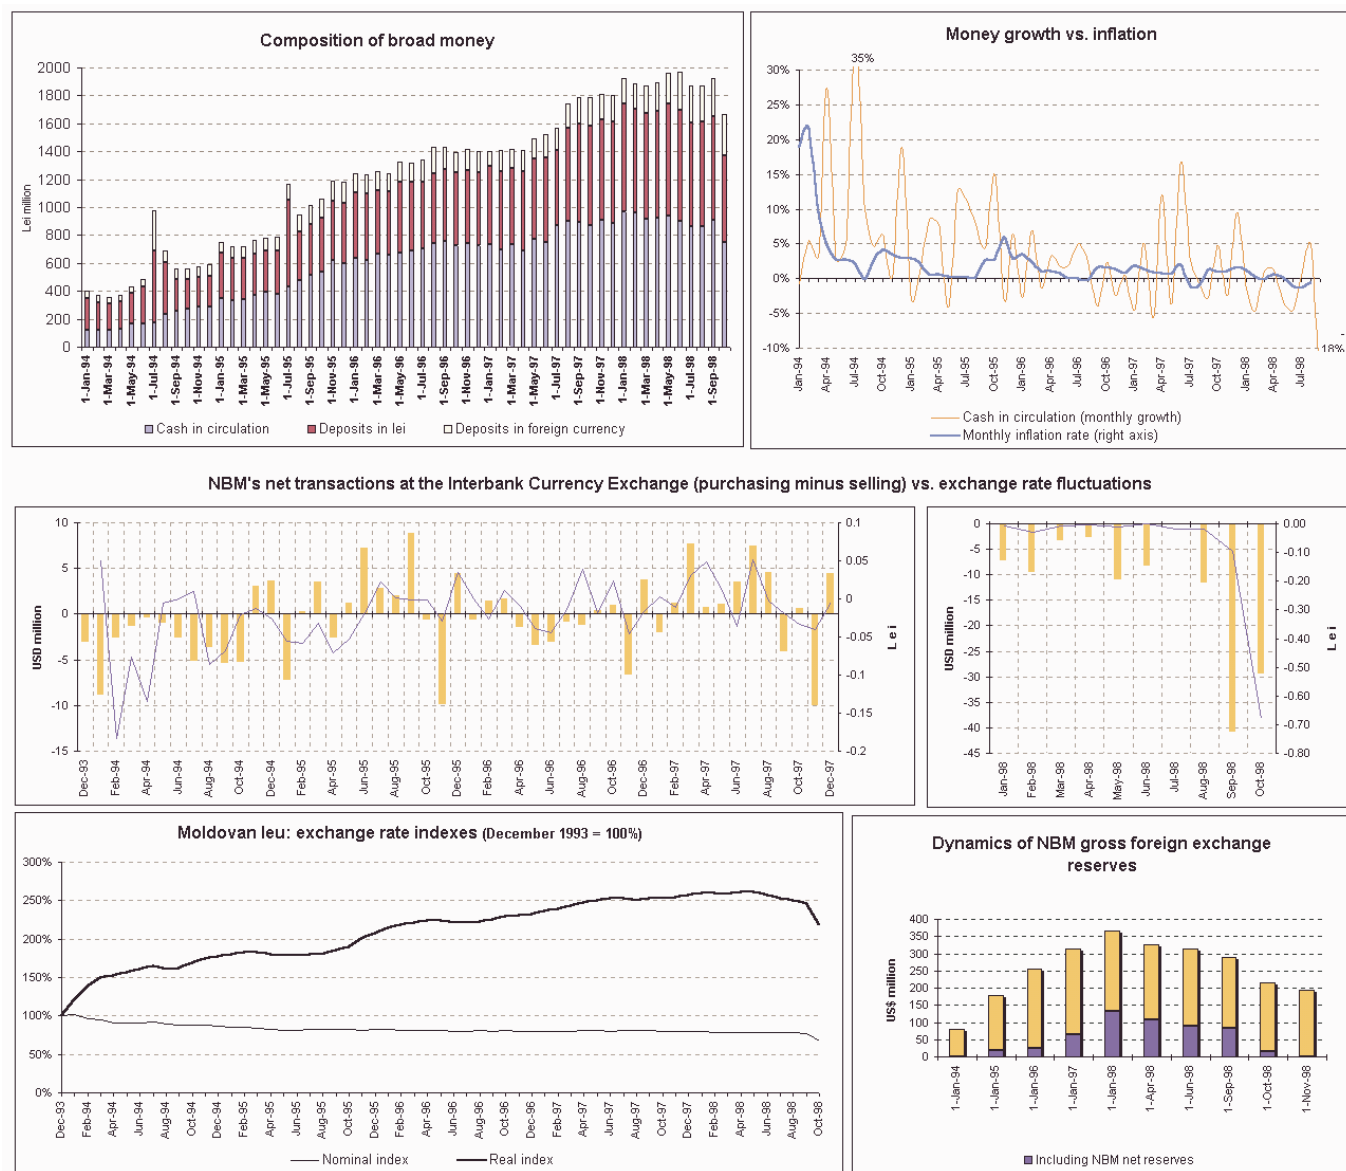 Composition of broad money
2000
1800
1600
1400
1200
1000
800
600
400
200
0
Lei million
1-Jan-94
1-Mar-94
1-May-94
1-Jul-94
1-Sep-94
1-Nov-94
1-Jan-95
1-Mar-95
1-May-95
1-Jul-95
1-Sep-95
1-Nov-95
1-Jan-96
1-Mar-96
1-May-96
1-Jul-96
1-Sep-96
1-Nov-96
1-Jan-97
1-Mar-97
1-May-97
1-Jul-97
1-Sep-97
1-Nov-97
1-Jan-98
1-Mar-98
1-May-98
1-Jul-98
1-Sep-98
Cash in circulation Deposits in lei Deposits in foreign currency
Money growth vs. inflation
35%
30%
25%
20%
15%
10%
5%
0%
-5%
-10%
-
18%
Jan-94
Apr-94
Jul-94
Oct-94
Jan-95
Apr-95
Jul-95
Oct-95
Jan-96
Apr-96
Jul-96
Oct-96
Jan-97
Apr-97
Jul-97
Oct-97
Jan-98
Apr-98
Jul-98
Cash in circulation (monthly growth)
Monthly inflation rate (right axis)
NBM's net transactions at the Interbank Currency Exchange (purchasing minus selling) vs. exchange rate fluctuations
10
5
0
-5
-10
-15
USD million
0.1
0.05
0
-0.05
-0.1
-0.15
-0.2
Lei
Dec-93
Feb-94
Apr-94
Jun-94
Aug-94
Oct-94
Dec-94
Feb-95
Apr-95
Jun-95
Aug-95
Oct-95
Dec-95
Feb-96
Apr-96
Jun-96
Aug-96
Oct-96
Dec-96
Feb-97
Apr-97
Jun-97
Aug-97
Oct-97
Dec-97
0
-5
-10
-15
-20
-25
-30
-35
-40
-45
USD million
0.00
-0.10
-0.20
-0.30
-0.40
-0.50
-0.60
-0.70
-0.80
Lei
Jan-98
Feb-98
Mar-98
Apr-98
May-98
Jun-98
Jul-98
Aug-98
Sep-98
Oct-98
Moldovan leu: exchange rate indexes (December 1993 = 100%)
300%
250%
200%
150%
100%
50%
0%
Dec-93
Feb-94
Apr-94
Jun-94
Aug-94
Oct-94
Dec-94
Feb-95
Apr-95
Jun-95
Aug-95
Oct-95
Dec-95
Feb-96
Apr-96
Jun-96
Aug-96
Oct-96
Dec-96
Feb-97
Apr-97
Jun-97
Aug-97
Oct-97
Dec-97
Feb-98
Apr-98
Jun-98
Aug-98
Oct-98
Nominal index Real index
Dynamics of NBM gross foreign exchange
reserves
400
350
300
250
200
150
100
50
0
US$ million
1-Jan-94
1-Jan-95
1-Jan-96
1-Jan-97
1-Jan-98
1-Apr-98
1-Jun-98
1-Sep-98
1-Oct-98
1-Nov-98
Including NBM net reserves